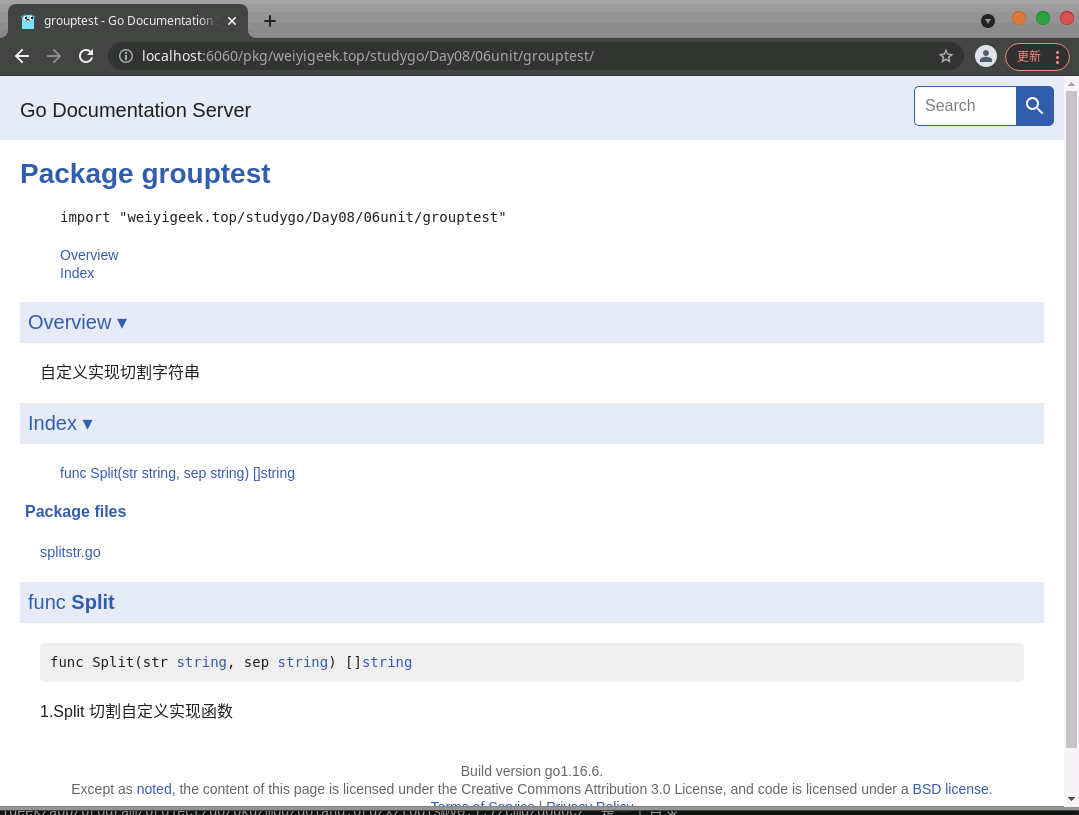 grouptest - Go Documentation
更新
localhost:6060/pkg/weiyigeek.top/studygo/Day08/06unit/grouptest/
Go Documentation Server
Search
Package grouptest
import "weiyigeek.top/studygo/Day08/06unit/grouptest"
Overview
Index
Overview ▾
自定义实现切割字符串
Index ▾
func Split(str string, sep string) []string
Package files
splitstr.go
func Split
func Split(str string, sep string) []string
1.Split 切割自定义实现函数
Build version go1.16.6.
Except as noted, the content of this page is licensed under the Creative Commons Attribution 3.0 License, and code is licensed under a BSD license.
Terms of Service | Privacy Policy